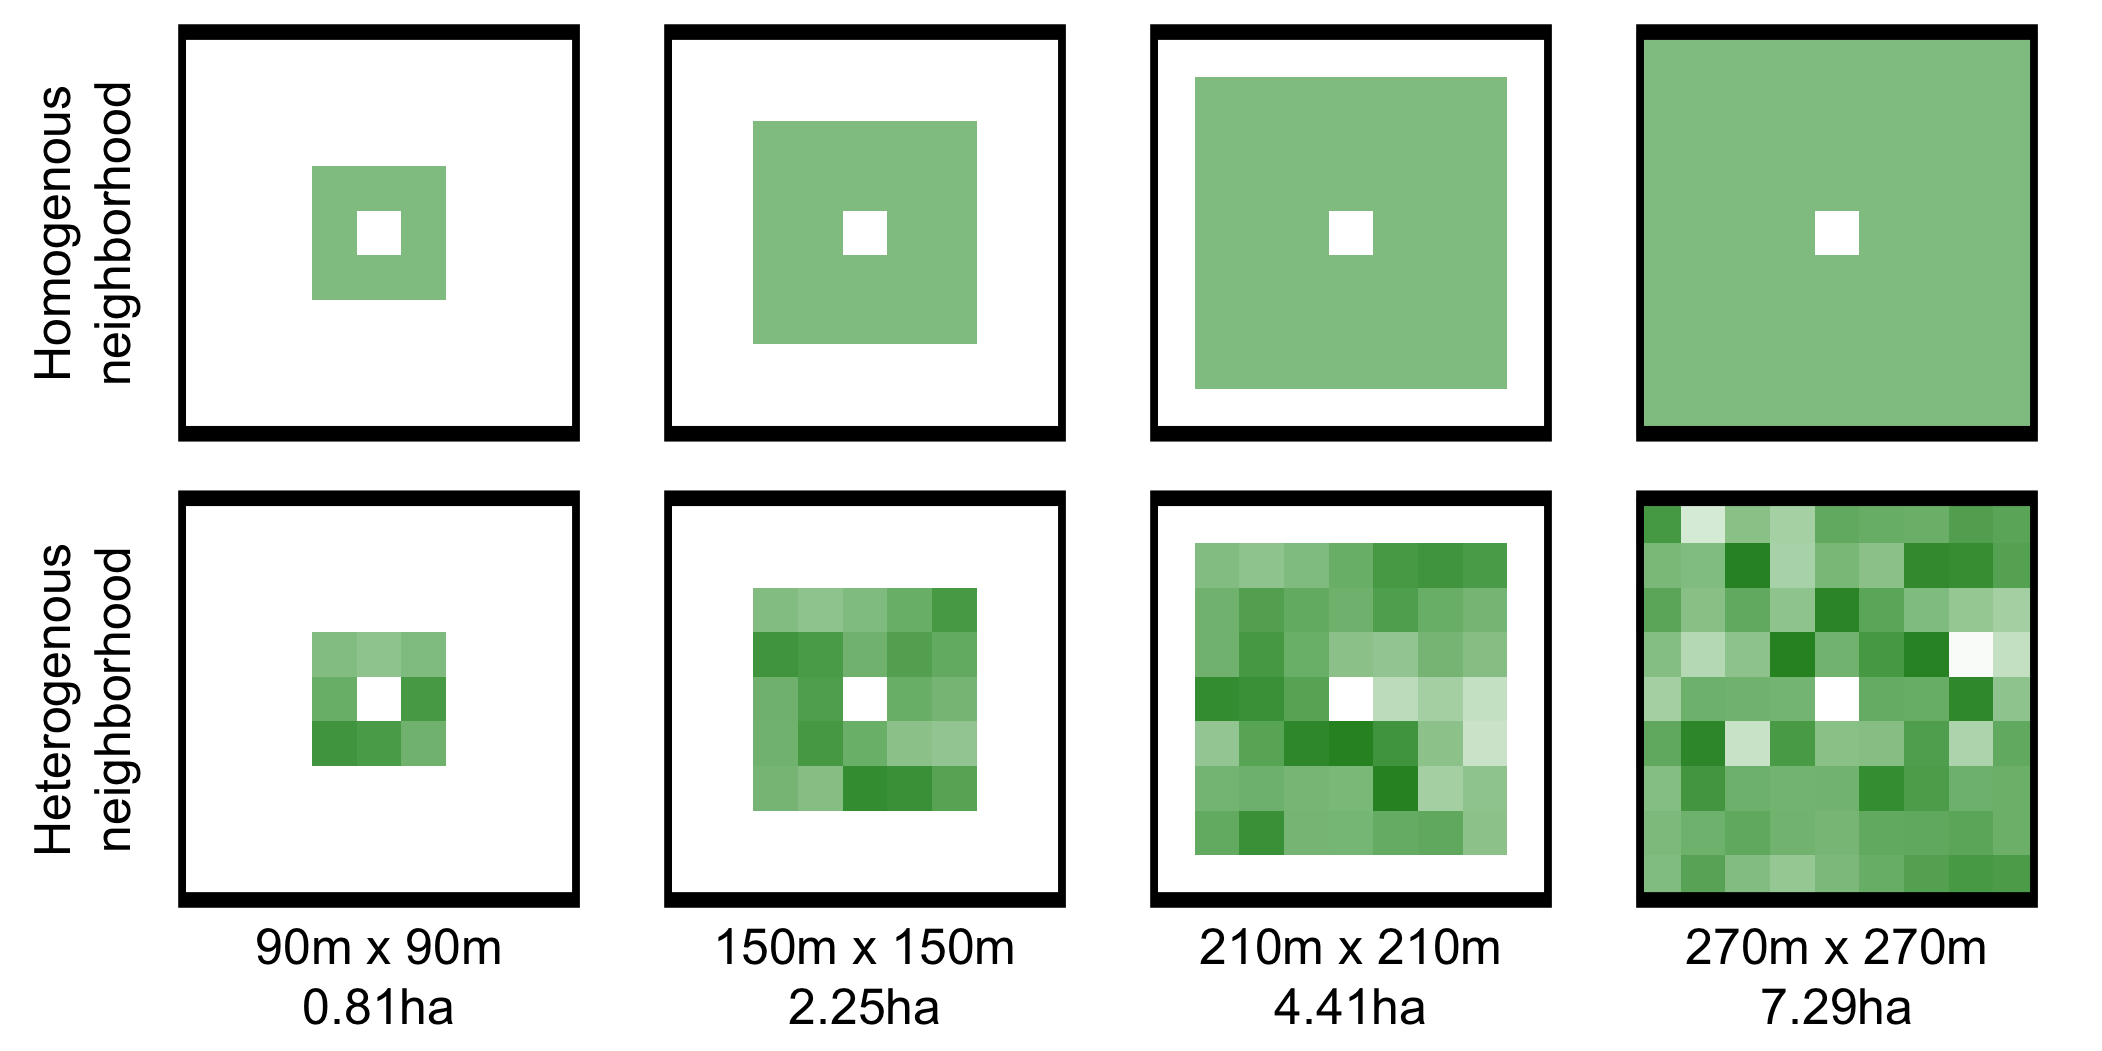 Homogenous
neighborhood
Heterogenous
neighborhood
90m x 90m
0.81ha
150m x 150m
2.25ha
210m x 210m
4.41ha
270m x 270m
7.29ha